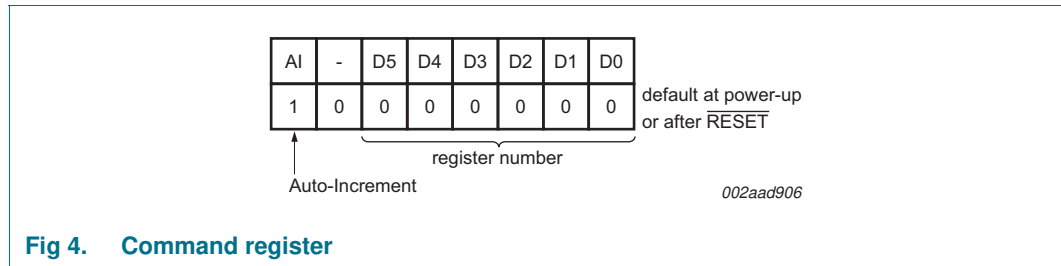 AI - D5 D4 D3 D2 D1 D0
1 0 0 0 0 0 0 0
default at power-up
or after RESET
register number
Auto-Increment
002aad906
Fig 4. Command register